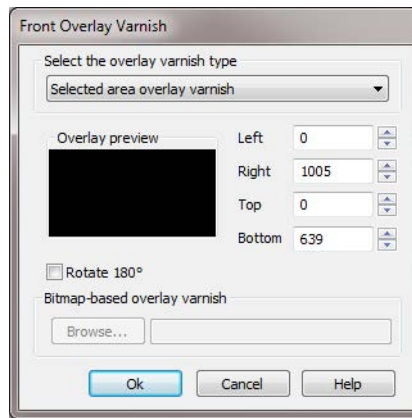 Front Overlay Varnish
Select the overlay varnish type
Selected area overlay varnish
Overlay preview
Left 0
Right 1005
Top 0
Bottom 639
Rotate 180°
Bitmap-based overlay varnish
Browse...
Ok Cancel Help